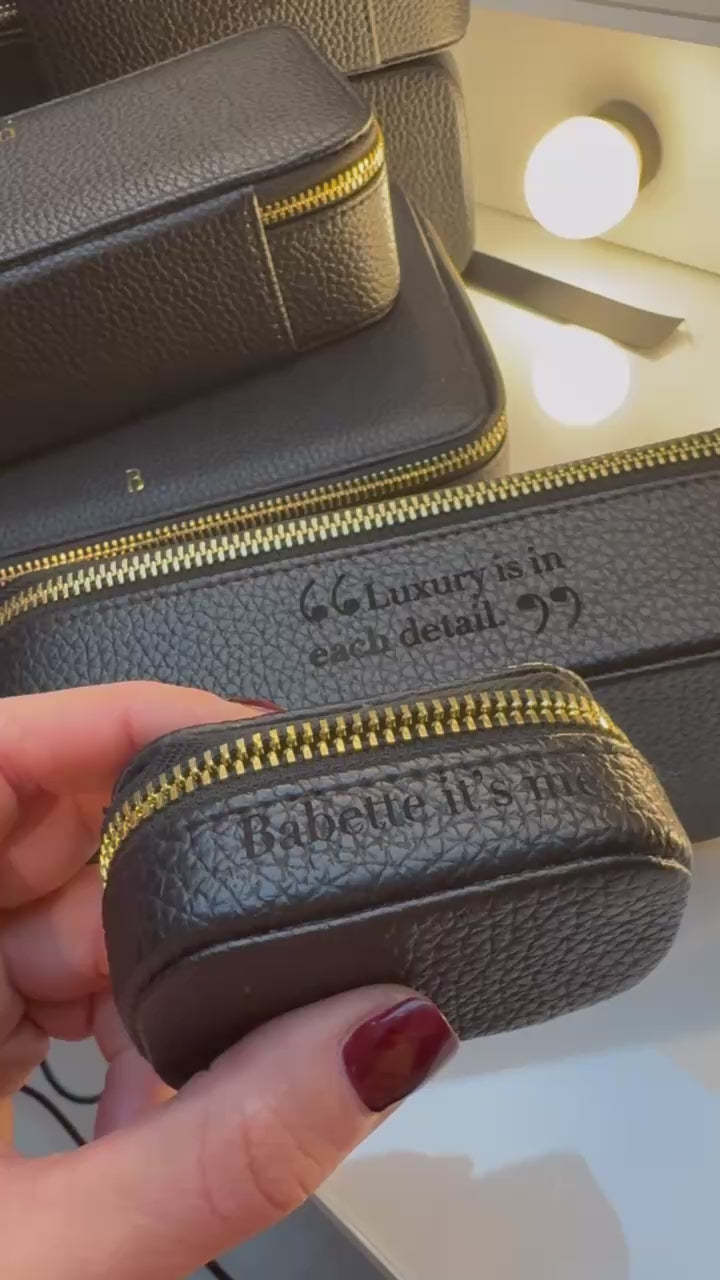 B
“Luxury is in
each detail.”
Babette it's me